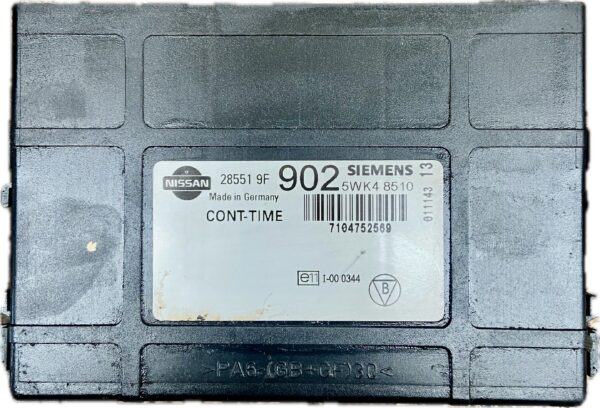 NISSAN
28551 9F 902
SIEMENS
5WK4 8510
Made in Germany
CONT-TIME
7104752569
011143 13
e11 I-00 0344
B
>PA6-(GB+GF)30<